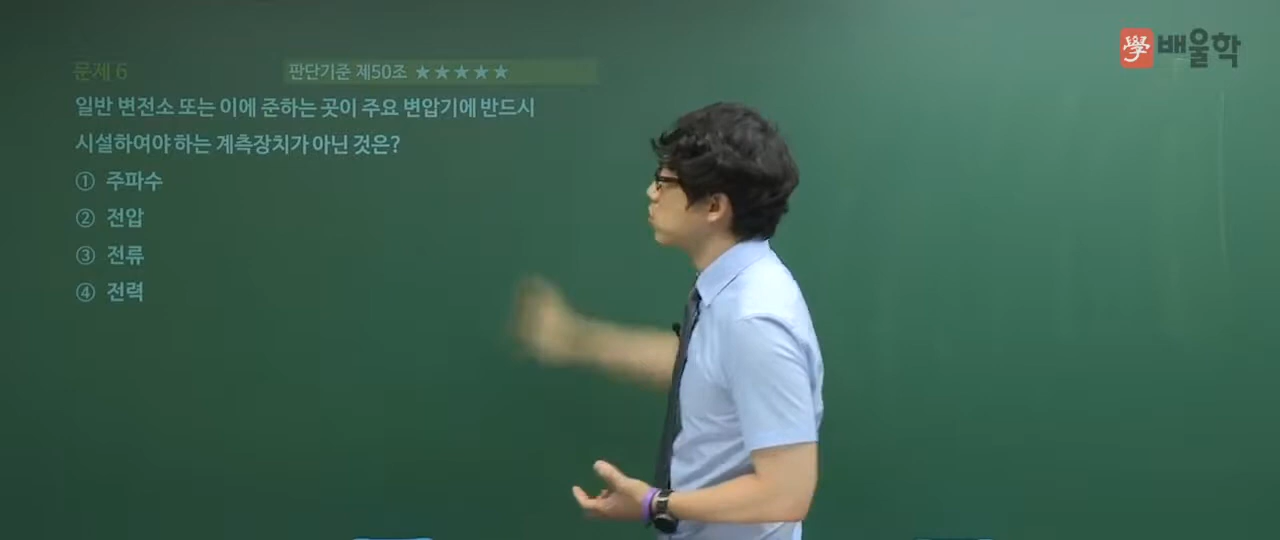 學 배울학
문제 6
판단기준 제50조 ★★★★★
일반 변전소 또는 이에 준하는 곳이 주요 변압기에 반드시
시설하여야 하는 계측장치가 아닌 것은?
① 주파수
② 전압
③ 전류
④ 전력